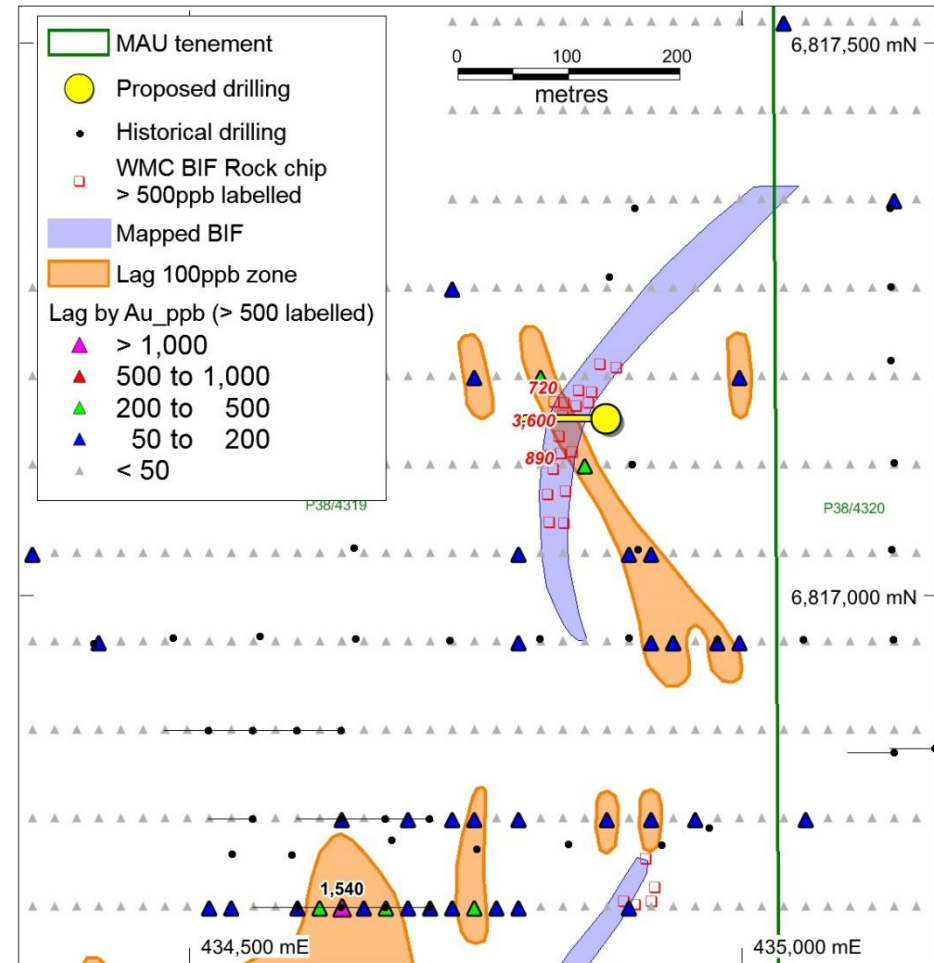 MAU tenement
Proposed drilling
Historical drilling
WMC BIF Rock chip
> 500ppb labelled
Mapped BIF
Lag 100ppb zone
Lag by Au_ppb (> 500 labelled)
> 1,000
500 to 1,000
200 to 500
50 to 200
< 50
0 100 200
metres
6,817,500 mN
720
3,600
890
P38/4319
P38/4320
6,817,000 mN
1,540
434,500 mE
435,000 mE